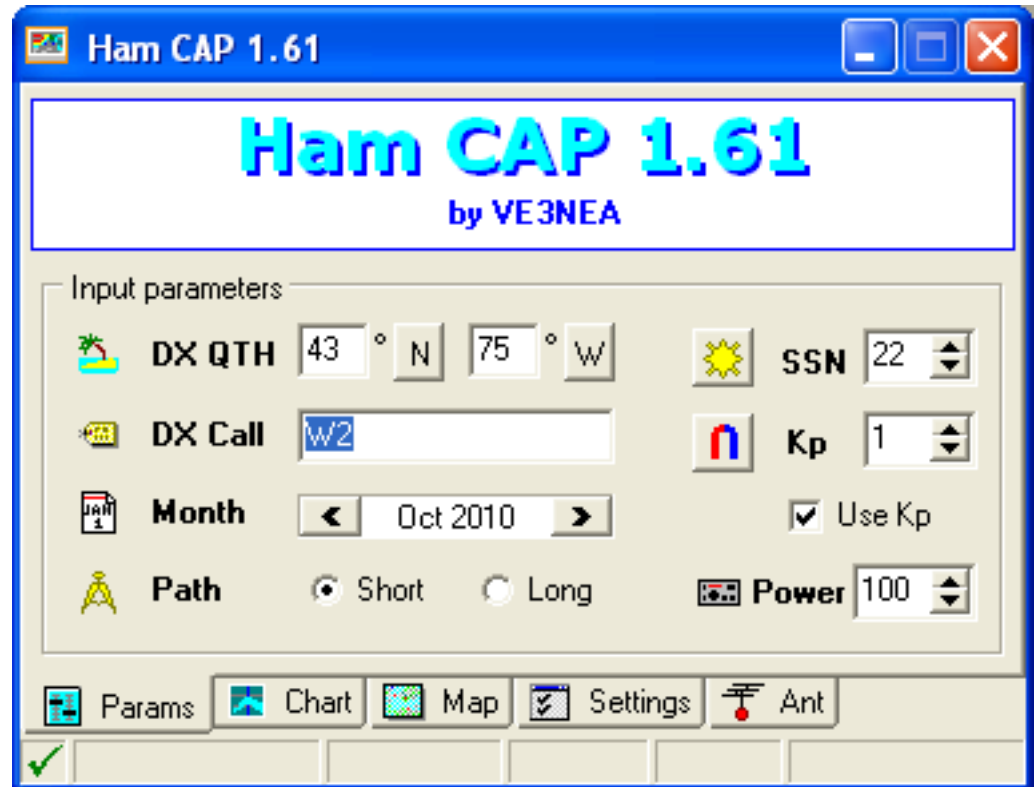 Ham CAP 1.61
Ham CAP 1.61
by VE3NEA
Input parameters
DX QTH 43 ° N 75 ° W SSN 22
DX Call W2 Kp 1
JAN 1 Month < Oct 2010 > Use Kp
Path Short Long Power 100
Params Chart Map Settings Ant